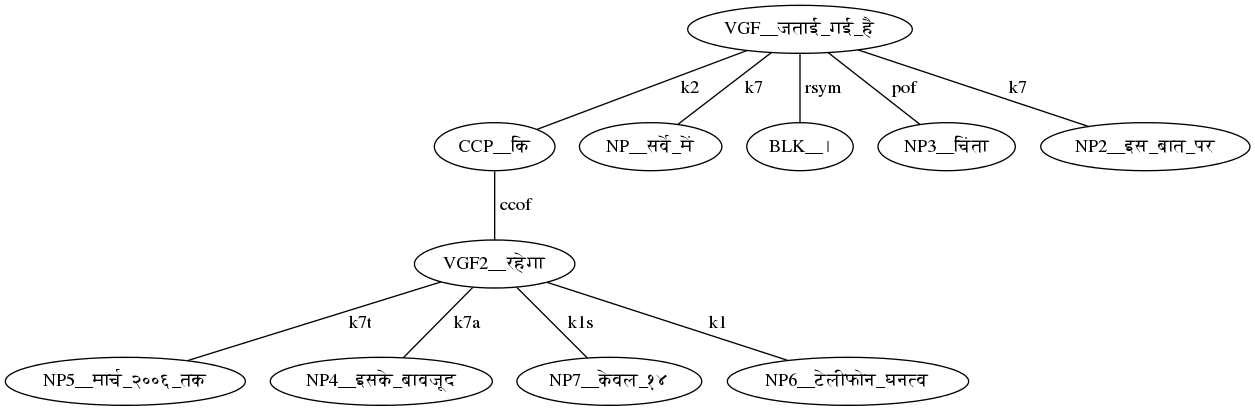 VGF__जताई_गई_है
k2 k7 rsym pof k7
CCP__कि NP__सर्वे_में BLK__। NP3__चिंता NP2__इस_बात_पर
ccof
VGF2__रहेगा
k7t k7a k1s k1
NP5__मार्च_२००६_तक NP4__इसके_बावजूद NP7__केवल_१४ NP6__टेलीफोन_घनत्व